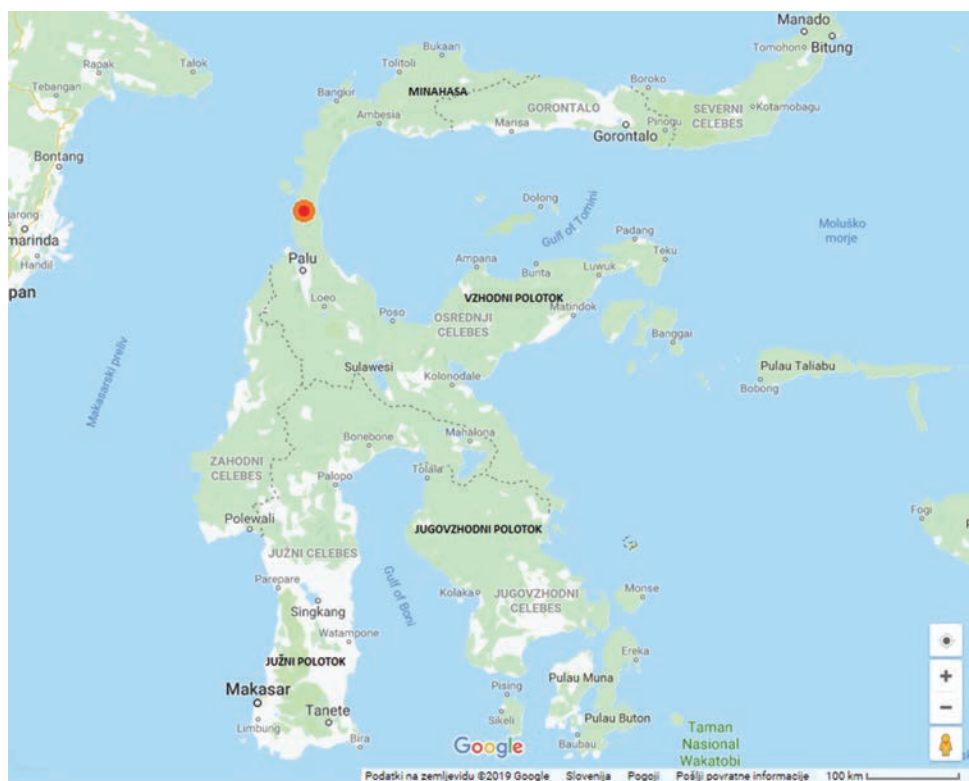 Manado
Bukaan
Bitung
Rapak
Talok
Tolitoli
Tomohon
Boroko
Tebangan
MINAHASA
Bangkir
GORONTALO
SEVERNI
CELEBES
Kotamobagu
Ambesia
Marisa
Pinogu
Gorontalo
Bontang
Dolong
Gulf of Tomini
Moluško
morje
garong
marinda
Padang
Handil
Palu
Ampana
Bunta
Teku
Luwuk
pan
Loeo
VZHODNI POLOTOK
Poso
OSREDNJI
CELEBES
Matindok
Banggai
Makasarski preliv
Sulawesi
Kolonodale
Pulau Taliabu
Bobong
Bonebone
Mahalona
ZAHODNI
CELEBES
Palopo
Tolala
Fogi
Polewali
JUGOVZHODNI POLOTOK
JUŽNI CELEBES
Gulf of Boni
Parepare
Kolaka
JUGOVZHODNI
CELEBES
Monse
Singkang
Watampone
Ereka
JUŽNI POLOTOK
Makasar
Pising
Pulau Muna
Limbung
Tanete
Sikeli
Pulau Buton
Bira
Google
Baubau
Taman
Nasional
Wakatobi
Podatki na zemljevidu ©2019 Google Slovenija Pogoji Pošlji povratne informacije 100 km